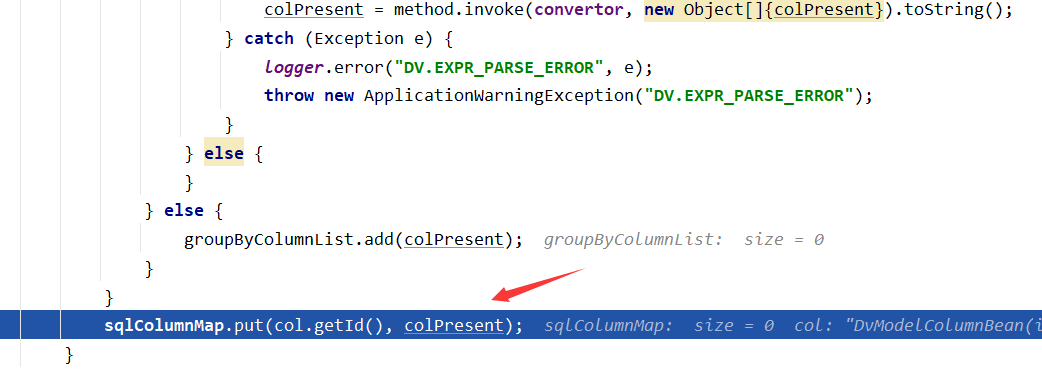 colPresent = method.invoke(convertor, new Object[]{colPresent}).toString();
} catch (Exception e) {
logger.error("DV.EXPR_PARSE_ERROR", e);
throw new ApplicationWarningException("DV.EXPR_PARSE_ERROR");
}
} else {
}
} else {
groupByColumnList.add(colPresent);  groupByColumnList:  size = 0
}
}
sqlColumnMap.put(col.getId(), colPresent);  sqlColumnMap:  size = 0  col: "DvModelColumnBean(i
}